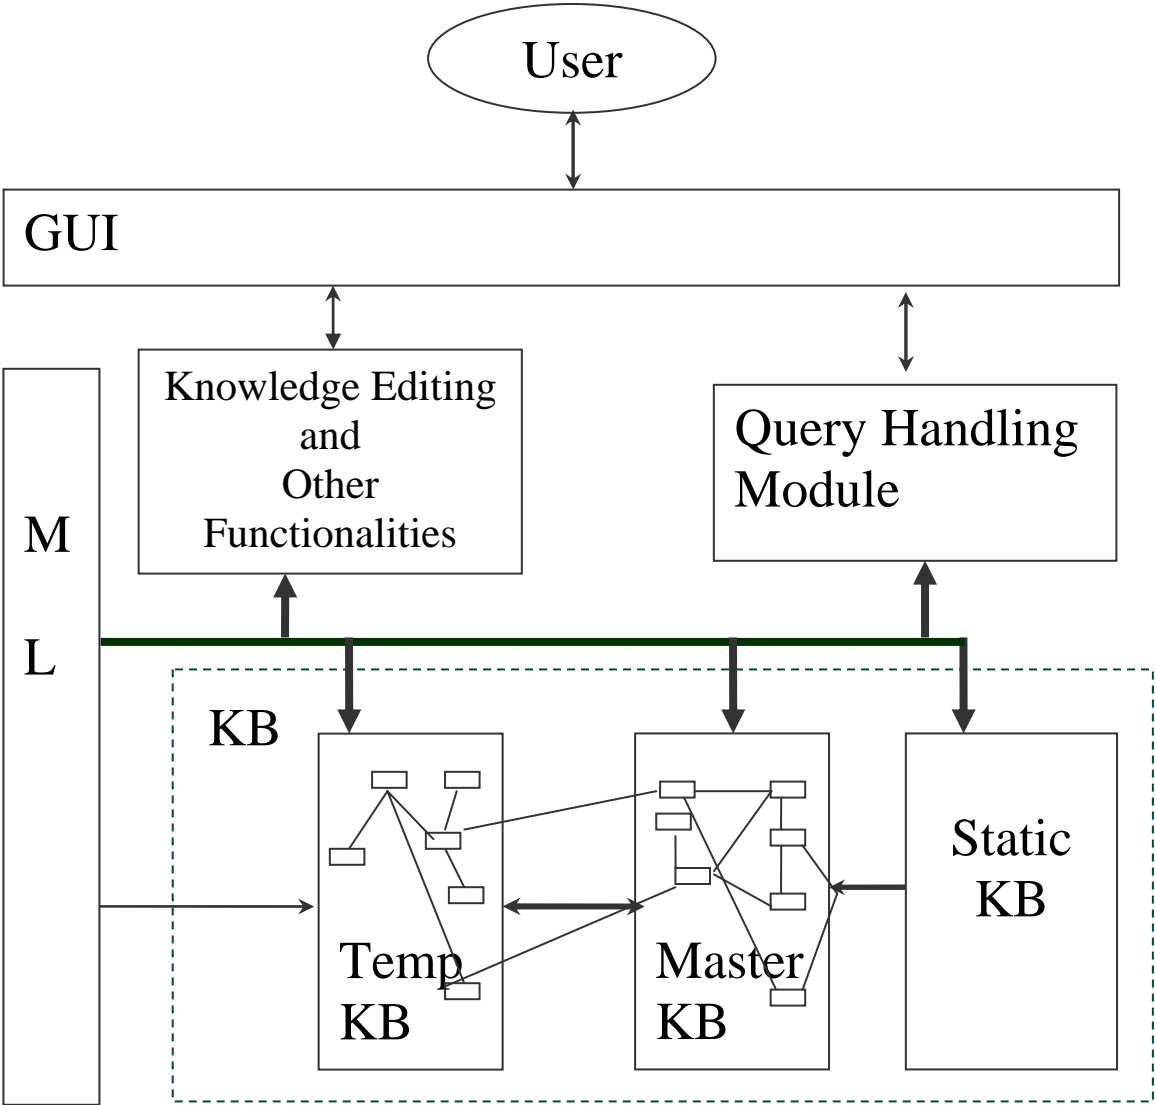 User
GUI
Knowledge Editing
and
Other
Functionalities
Query Handling
Module
M
L
KB
Temp
KB
Master
KB
Static
KB